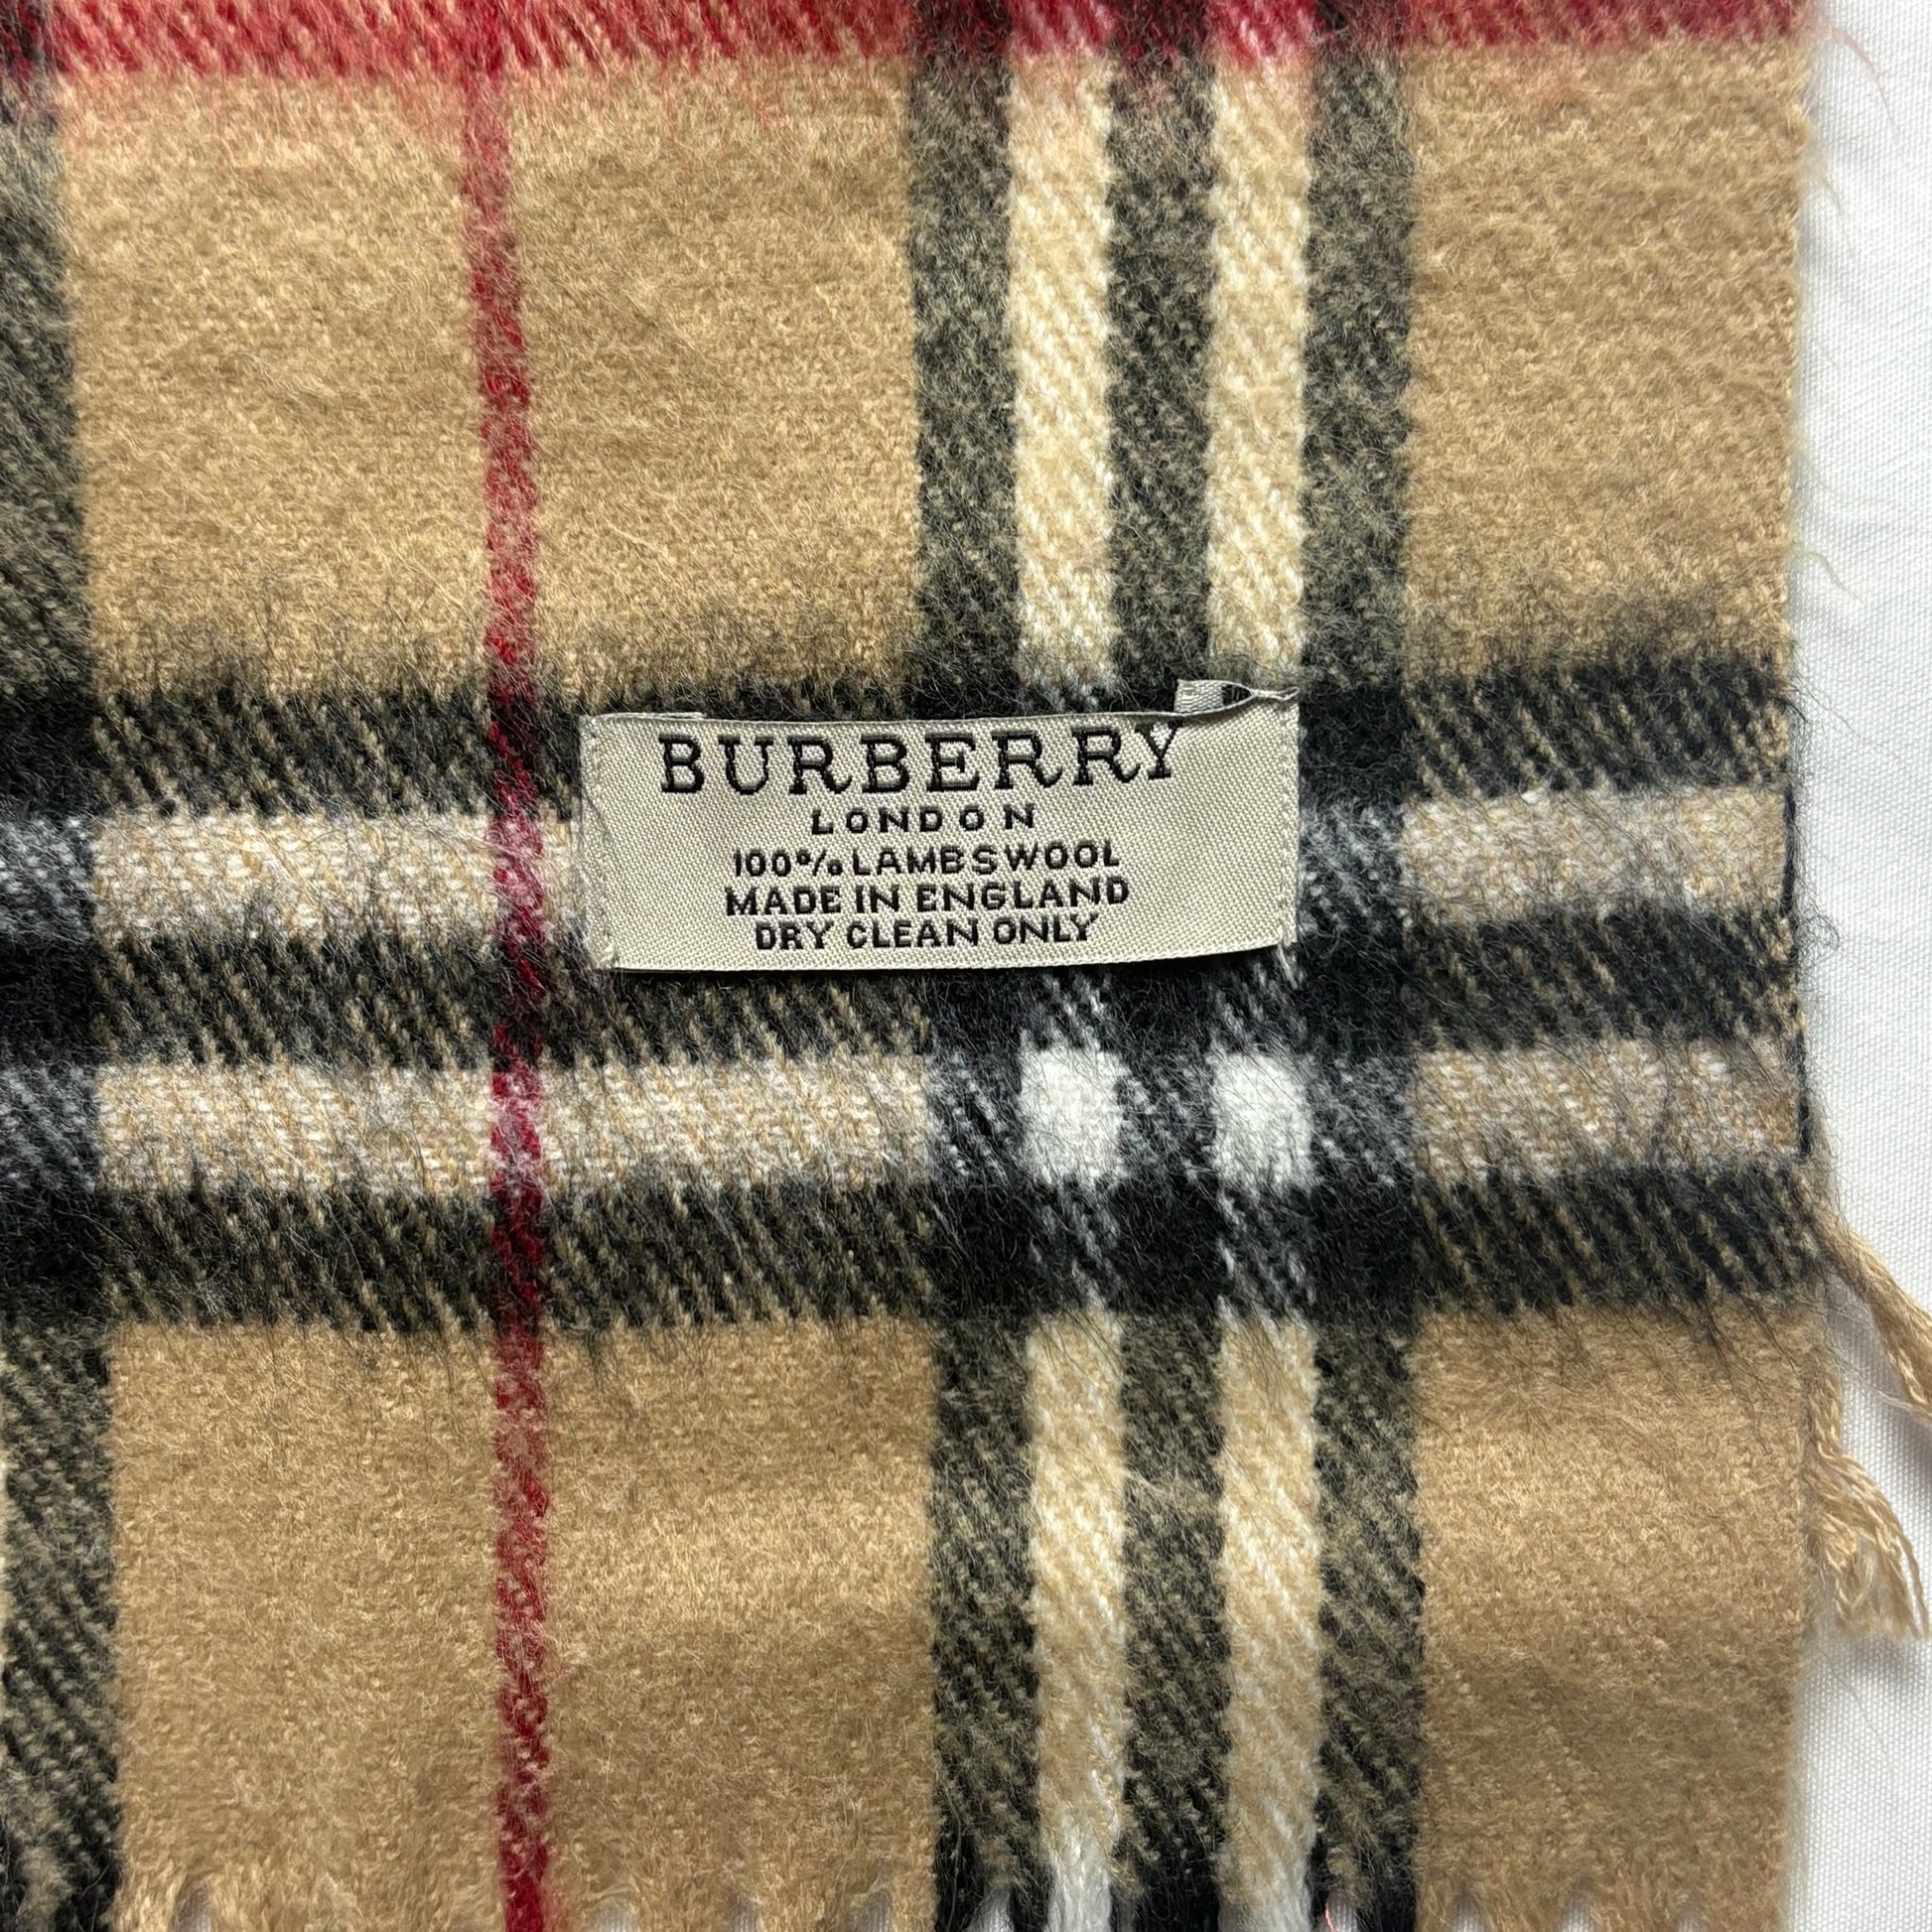 BURBERRY
LONDON
100% LAMBSWOOL
MADE IN ENGLAND
DRY CLEAN ONLY